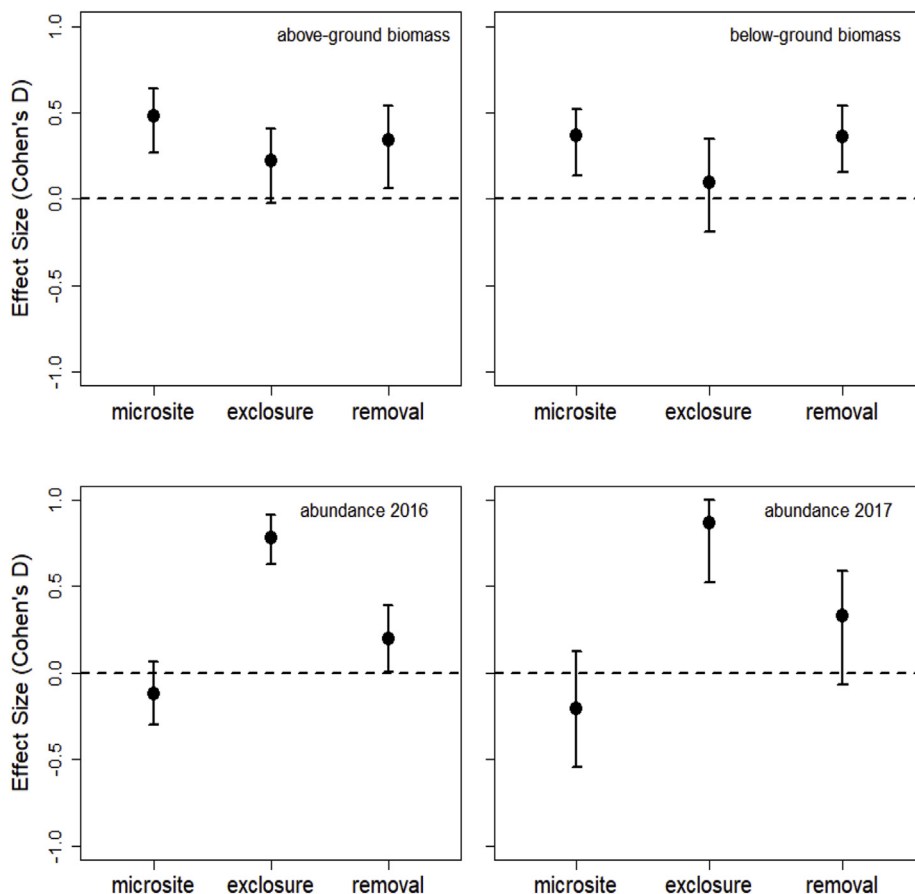 above-ground biomass
below-ground biomass
Effect Size (Cohen's D)
1.0
0.5
0.0
-0.5
-1.0
microsite exclosure removal
microsite exclosure removal
abundance 2016
abundance 2017
Effect Size (Cohen's D)
1.0
0.5
0.0
-0.5
-1.0
microsite exclosure removal
microsite exclosure removal